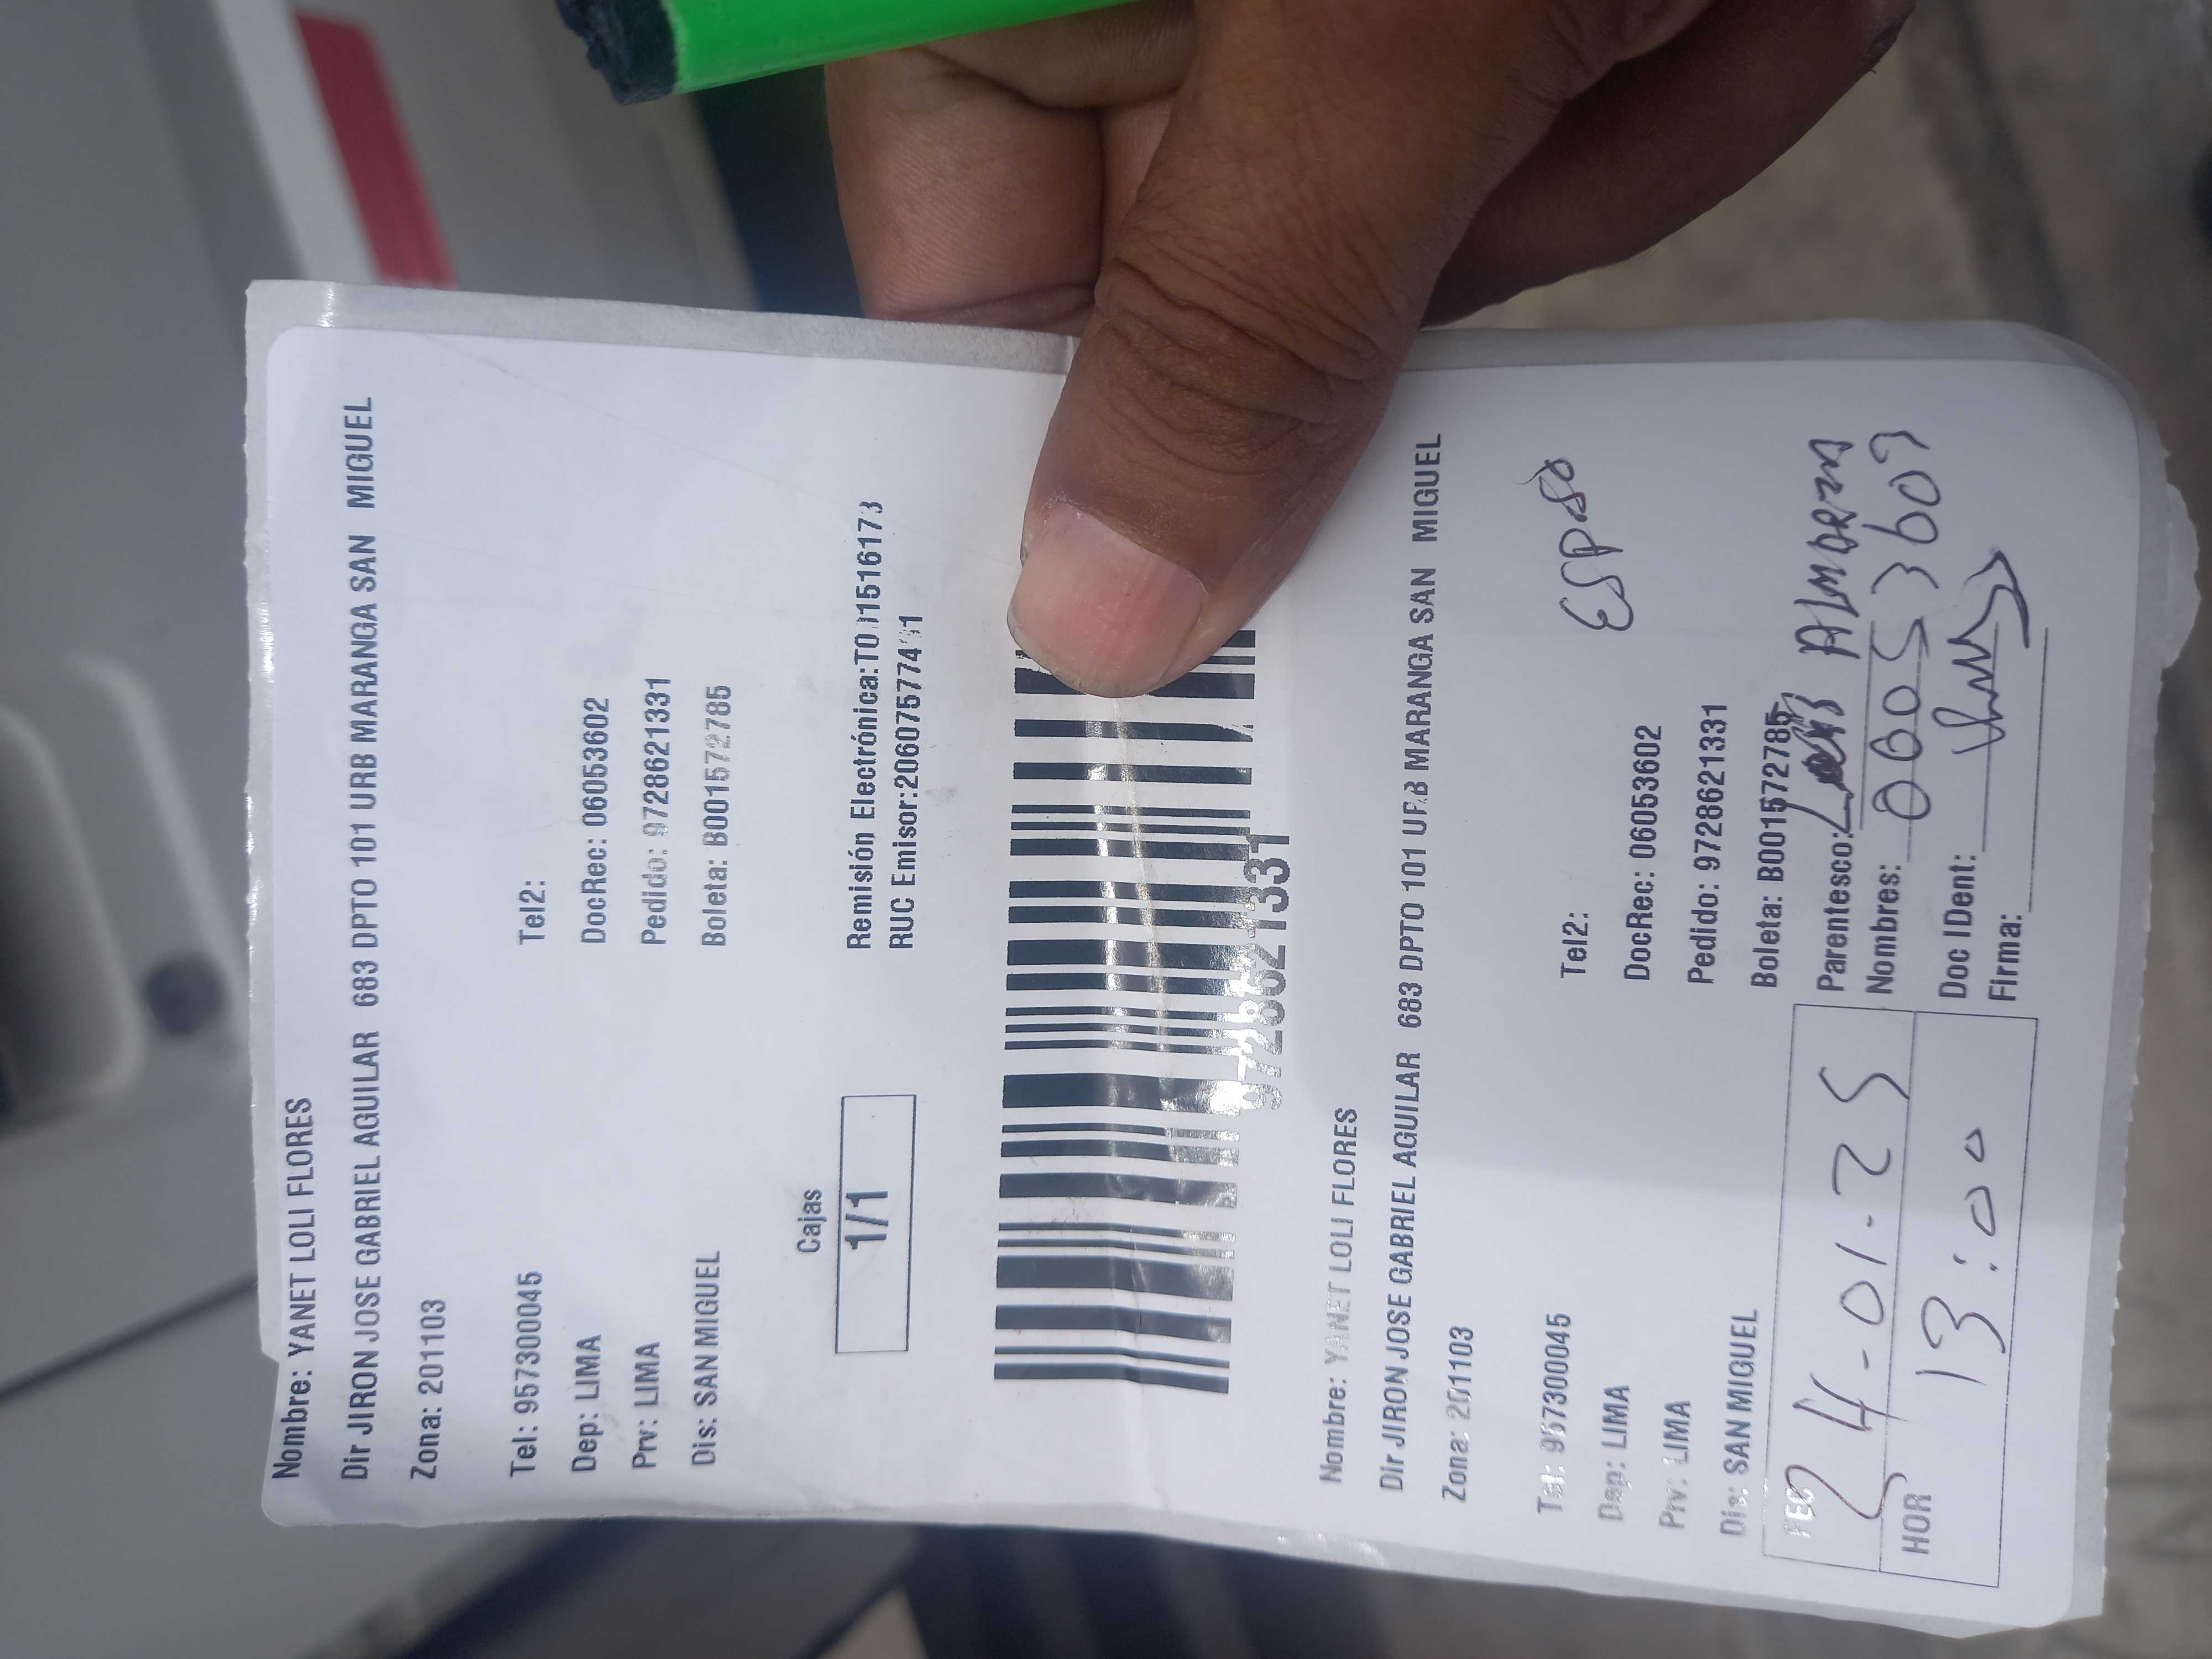 Nombre: YANET LOLI FLORES
Dir JIRON JOSE GABRIEL AGUILAR 683 DPTO 101 URB MARANGA SAN MIGUEL
Zona: 201103
Tel: 957300045 Tel2:
Dep: LIMA DocRec: 06053602
Prv: LIMA Pedido: 9728621331
Dis: SAN MIGUEL Boleta: B001572785
Cajas
1/1
Remisión Electrónica:
RUC Emisor:
9728621331
Nombre: YANET LOLI FLORES
Dir JIRON JOSE GABRIEL AGUILAR 683 DPTO 101 URB MARANGA SAN MIGUEL
Zona: 201103
Tel: 957300045 Tel2:
Dep: LIMA DocRec: 06053602
Prv: LIMA Pedido: 9728621331
Dis: SAN MIGUEL Boleta: B001572785
Esposo
FEC 24-01-25
Parentesco:
Nombres:
HOR 13:00
Doc IDent:
Firma: